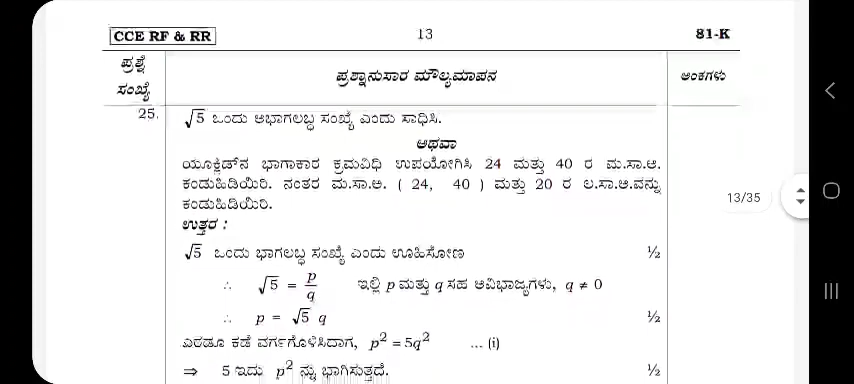 CCE RF & RR 13 81-K
ಪ್ರಶ್ನೆ ಸಂಖ್ಯೆ ಪ್ರಶ್ನಾನುಸಾರ ಮೌಲ್ಯಮಾಪನ ಅಂಕಗಳು
25. √5 ಒಂದು ಅಭಾಗಲಬ್ಧ ಸಂಖ್ಯೆ ಎಂದು ಸಾಧಿಸಿ.
ಅಥವಾ
ಯೂಕ್ಲಿಡ್‌ನ ಭಾಗಾಕಾರ ಕ್ರಮವಿಧಿ ಉಪಯೋಗಿಸಿ 24 ಮತ್ತು 40 ರ ಮ.ಸಾ.ಅ.
ಕಂಡುಹಿಡಿಯಿರಿ. ನಂತರ ಮ.ಸಾ.ಅ. ( 24, 40 ) ಮತ್ತು 20 ರ ಲ.ಸಾ.ಅ.ವನ್ನು
ಕಂಡುಹಿಡಿಯಿರಿ.
13/35
ಉತ್ತರ :
√5 ಒಂದು ಭಾಗಲಬ್ಧ ಸಂಖ್ಯೆ ಎಂದು ಊಹಿಸೋಣ ½
∴ √5 = p/q ಇಲ್ಲಿ p ಮತ್ತು q ಸಹ ಅವಿಭಾಜ್ಯಗಳು, q ≠ 0
∴ p = √5 q ½
ಎರಡೂ ಕಡೆ ವರ್ಗಗೊಳಿಸಿದಾಗ, p² = 5q² ... (i)
⇒ 5 ಇದು p² ನ್ನು ಭಾಗಿಸುತ್ತದೆ. ½